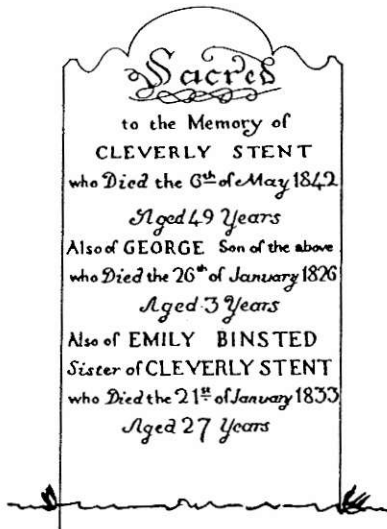 Sacred
to the Memory of
CLEVERLY STENT
who Died the 6th of May 1842
Aged 49 Years
Also of GEORGE Son of the above
who Died the 26th of January 1826
Aged 3 Years
Also of EMILY BINSTED
Sister of CLEVERLY STENT
who Died the 21st of January 1833
Aged 27 Years